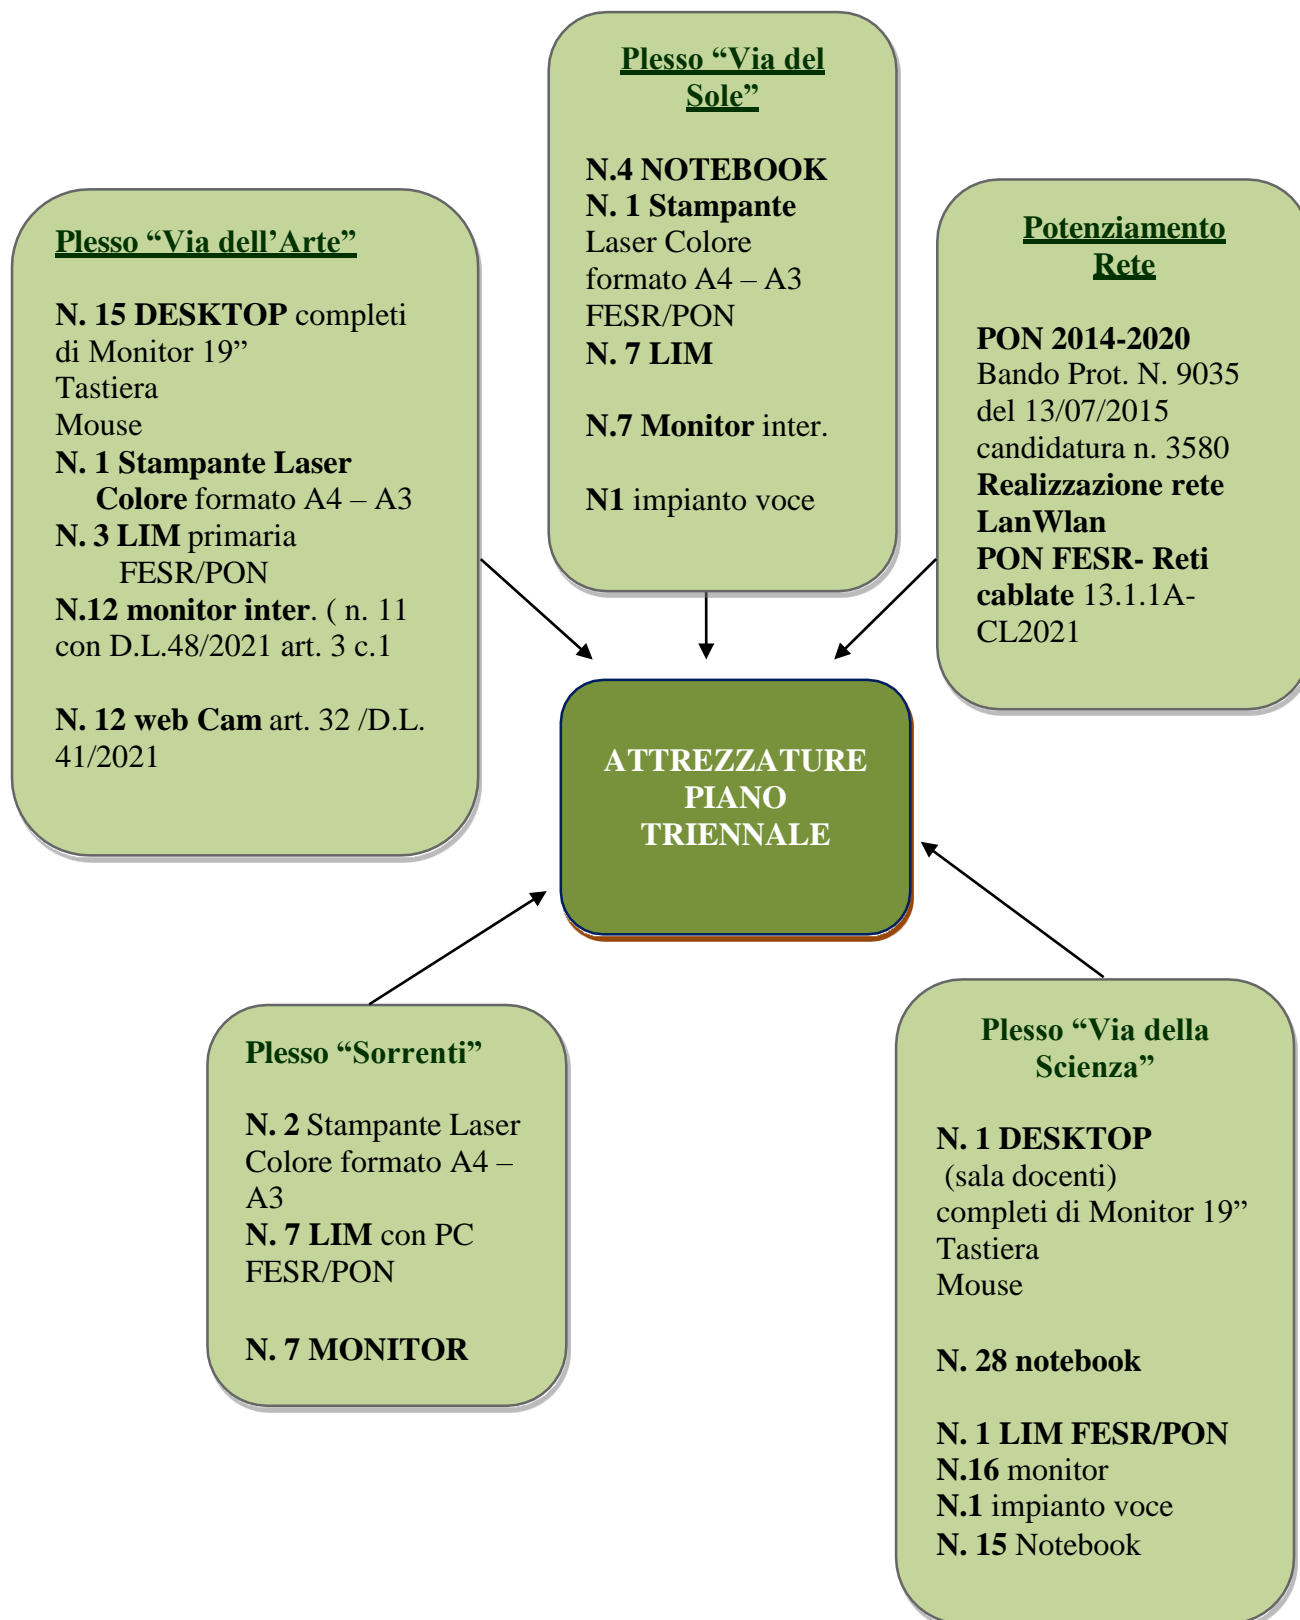 Plesso “Via del
Sole”
N.4 NOTEBOOK
N. 1 Stampante
Laser Colore
formato A4 – A3
FESR/PON
N. 7 LIM
N.7 Monitor inter.
N1 impianto voce
Plesso “Via dell’Arte”
N. 15 DESKTOP completi
di Monitor 19”
Tastiera
Mouse
N. 1 Stampante Laser
Colore formato A4 – A3
N. 3 LIM primaria
FESR/PON
N.12 monitor inter. ( n. 11
con D.L.48/2021 art. 3 c.1
N. 12 web Cam art. 32 /D.L.
41/2021
Potenziamento
Rete
PON 2014-2020
Bando Prot. N. 9035
del 13/07/2015
candidatura n. 3580
Realizzazione rete
LanWlan
PON FESR- Reti
cablate 13.1.1A-
CL2021
ATTREZZATURE
PIANO
TRIENNALE
Plesso “Sorrenti”
N. 2 Stampante Laser
Colore formato A4 –
A3
N. 7 LIM con PC
FESR/PON
N. 7 MONITOR
Plesso “Via della
Scienza”
N. 1 DESKTOP
(sala docenti)
completi di Monitor 19”
Tastiera
Mouse
N. 28 notebook
N. 1 LIM FESR/PON
N.16 monitor
N.1 impianto voce
N. 15 Notebook